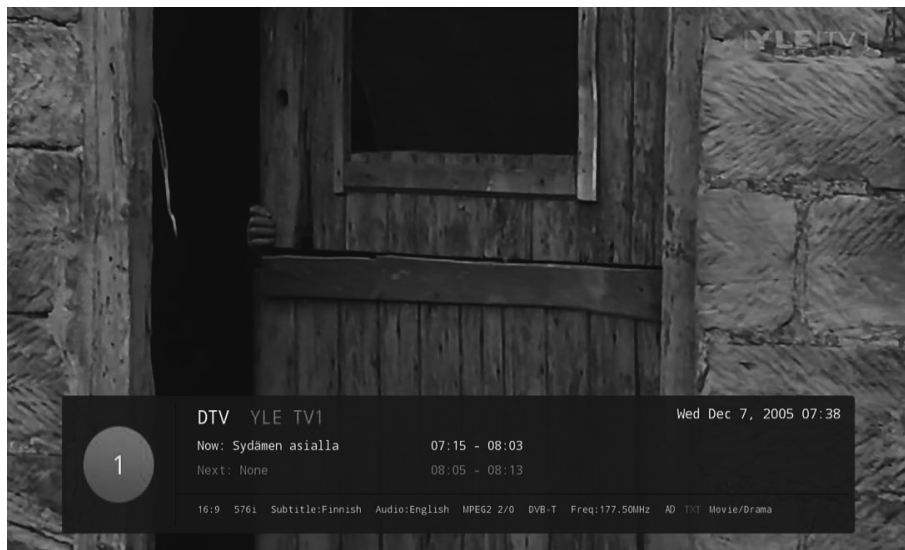 YLE TV1
DTV YLE TV1
Wed Dec 7, 2005 07:38
Now: Sydämen asialla 07:15 - 08:03
Next: None 08:05 - 08:13
1
16:9 576i Subtitle:Finnish Audio:English MPEG2 2/0 DVB-T Freq:177.50MHz AD TXT Movie/Drama